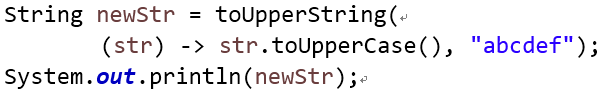 String newStr = toUpperString(
(str) -> str.toUpperCase(), "abcdef");
System.out.println(newStr);